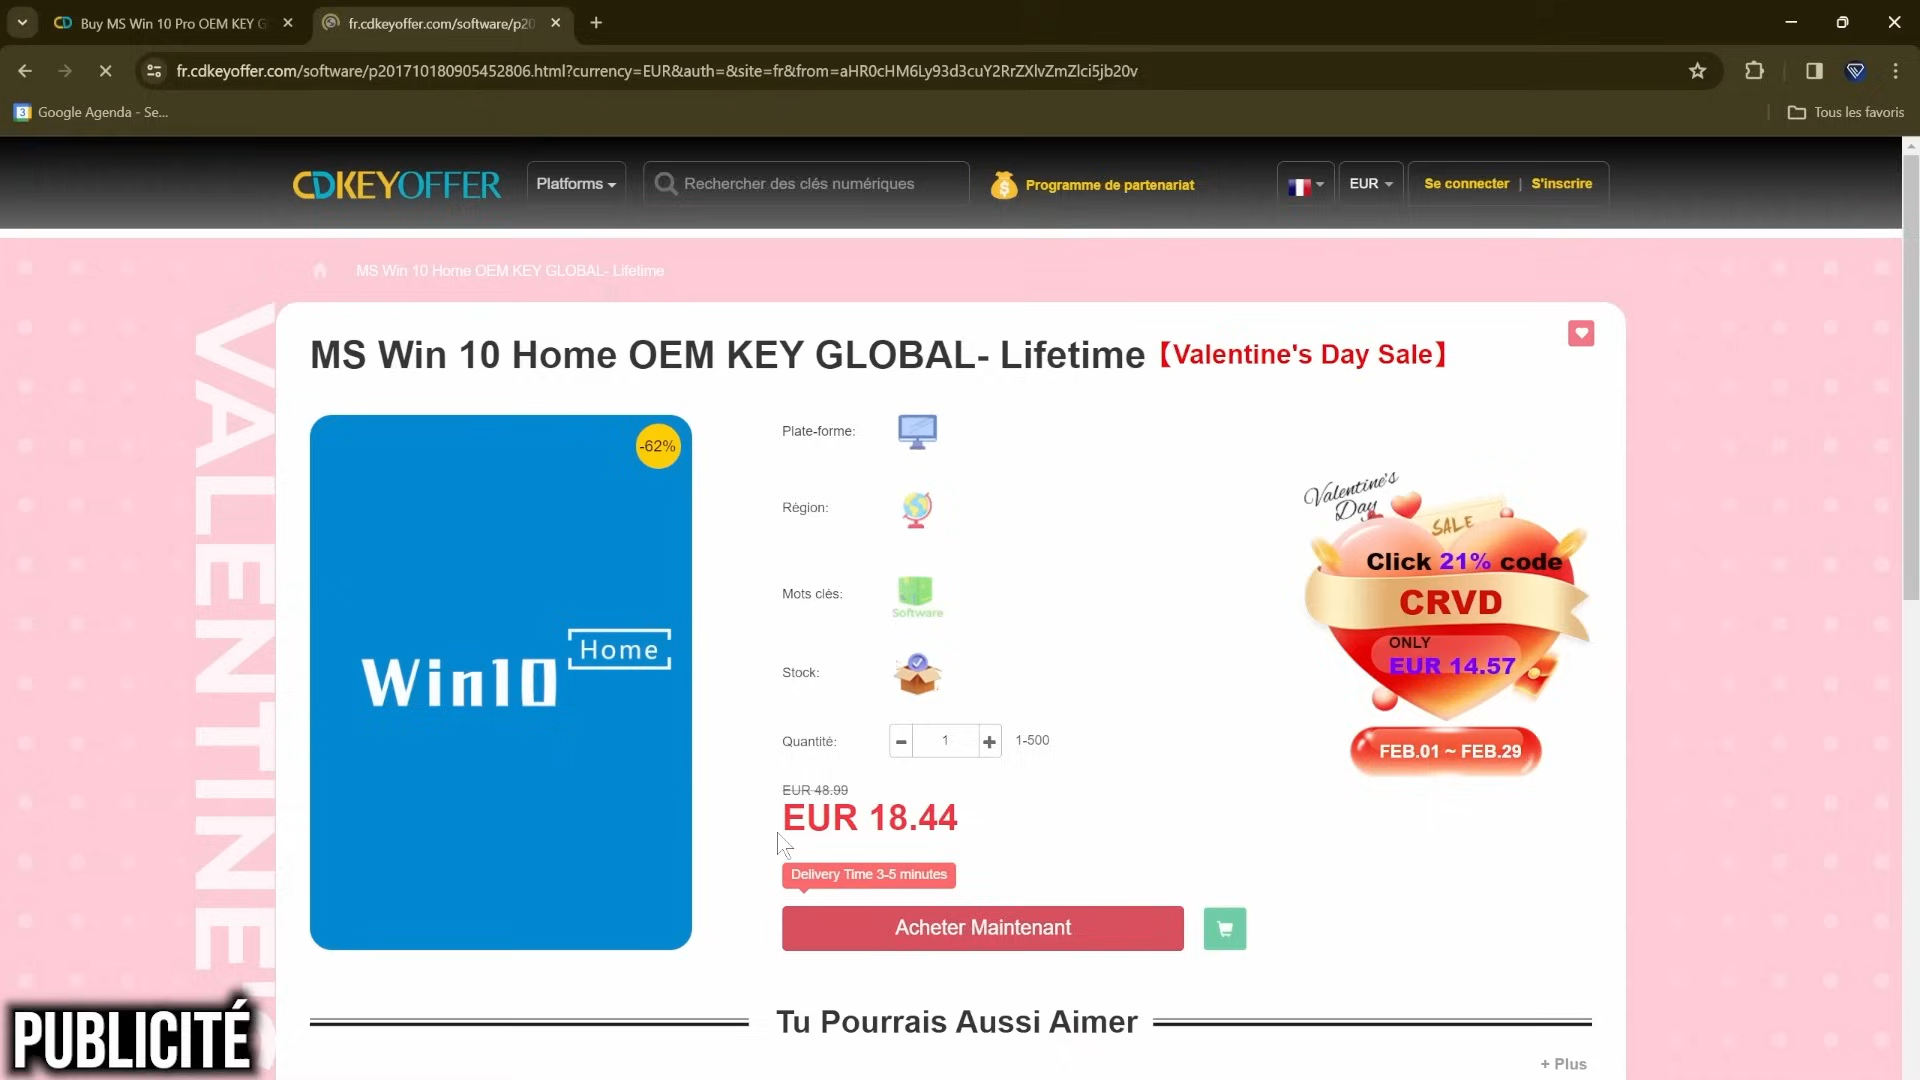 Buy MS Win 10 Pro OEM KEY G
fr.cdkeyoffer.com/software/p20
fr.cdkeyoffer.com/software/p201710180905452806.html?currency=EUR&auth=&site=fr&from=aHR0cHM6Ly93d3cuY2RrZXlvZmZlci5jb20v
3
Google Agenda - Se...
Tous les favoris
CDKEYOFFER
Platforms
Rechercher des clés numériques
Programme de partenariat
EUR
Se connecter | S'inscrire
MS Win 10 Home OEM KEY GLOBAL- Lifetime
VALENTINE'S
MS Win 10 Home OEM KEY GLOBAL- Lifetime【Valentine's Day Sale】
-62%
Win10 Home
Plate-forme:
Région:
Mots clés:
Software
Stock:
Quantité:
1
1-500
EUR 48.99
EUR 18.44
Delivery Time 3-5 minutes
Acheter Maintenant
Valentine's
Day
SALE
Click 21% code
CRVD
ONLY
EUR 14.57
FEB.01 ~ FEB.29
Tu Pourrais Aussi Aimer
+ Plus
PUBLICITÉ